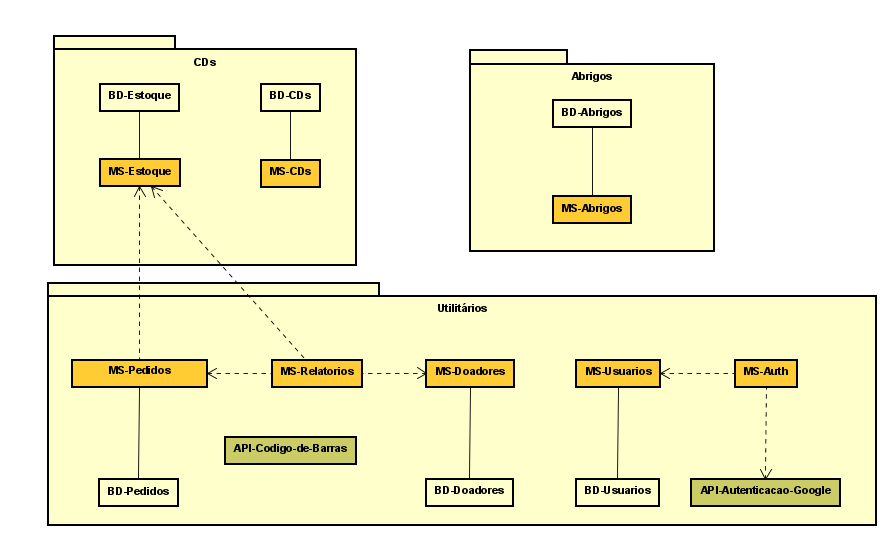 CDs
Abrigos
BD-Estoque
BD-CDs
BD-Abrigos
MS-Estoque
MS-CDs
MS-Abrigos
Utilitários
MS-Pedidos
MS-Relatorios
MS-Doadores
MS-Usuarios
MS-Auth
API-Codigo-de-Barras
BD-Pedidos
BD-Doadores
BD-Usuarios
API-Autenticacao-Google